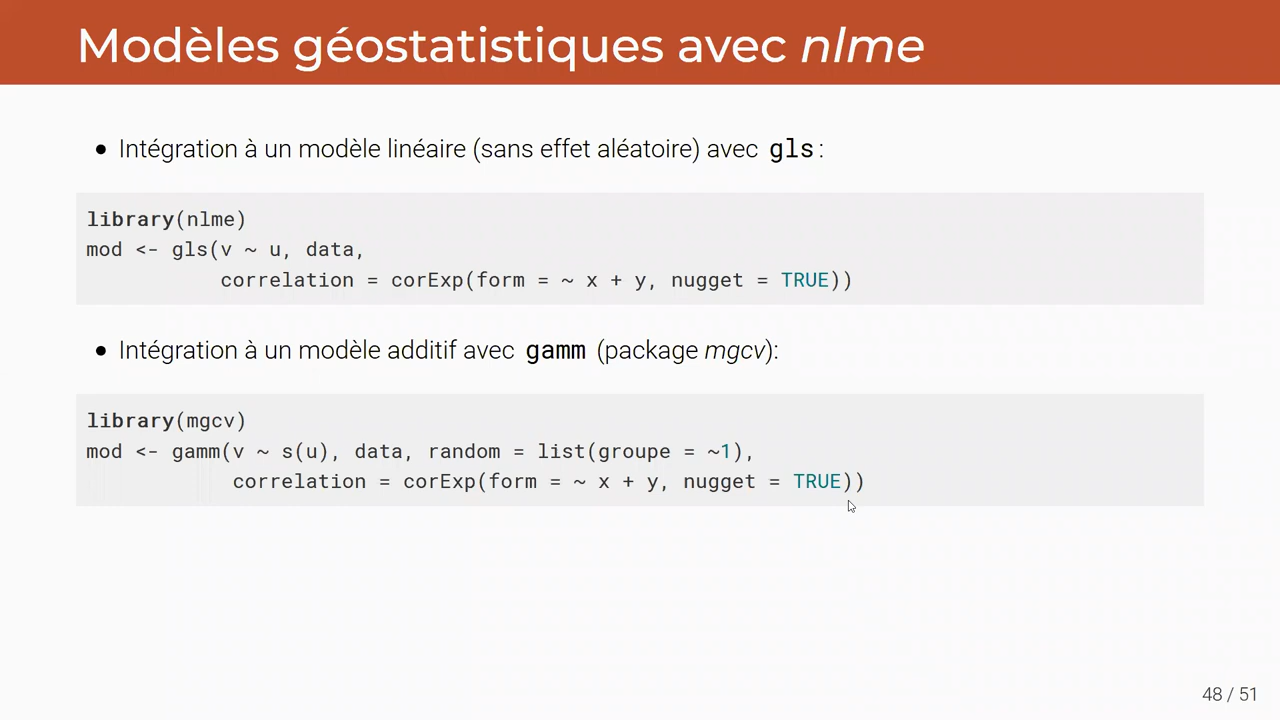 Modèles géostatistiques avec nlme
• Intégration à un modèle linéaire (sans effet aléatoire) avec gls:
library(nlme)
mod <- gls(v ~ u, data,
correlation = corExp(form = ~ x + y, nugget = TRUE))
• Intégration à un modèle additif avec gamm (package mgcv):
library(mgcv)
mod <- gamm(v ~ s(u), data, random = list(groupe = ~1),
correlation = corExp(form = ~ x + y, nugget = TRUE))
48 / 51